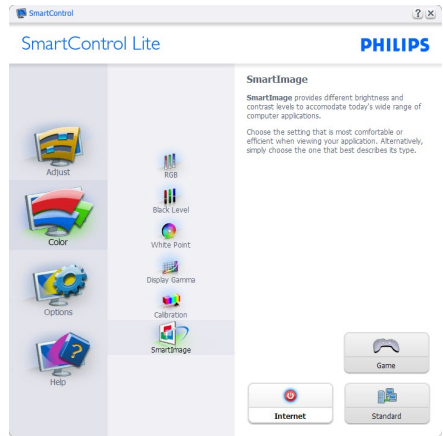 SmartControl
SmartControl Lite
PHILIPS
Adjust
Color
Options
Help
RGB
Black Level
White Point
Display Gamma
Calibration
SmartImage
SmartImage
SmartImage provides different brightness and
contrast levels to accomodate today's wide range of
computer applications.
Choose the setting that is most comfortable or
efficient when viewing your application. Alternatively,
simply choose the one that best describes its type.
Game
Internet
Standard